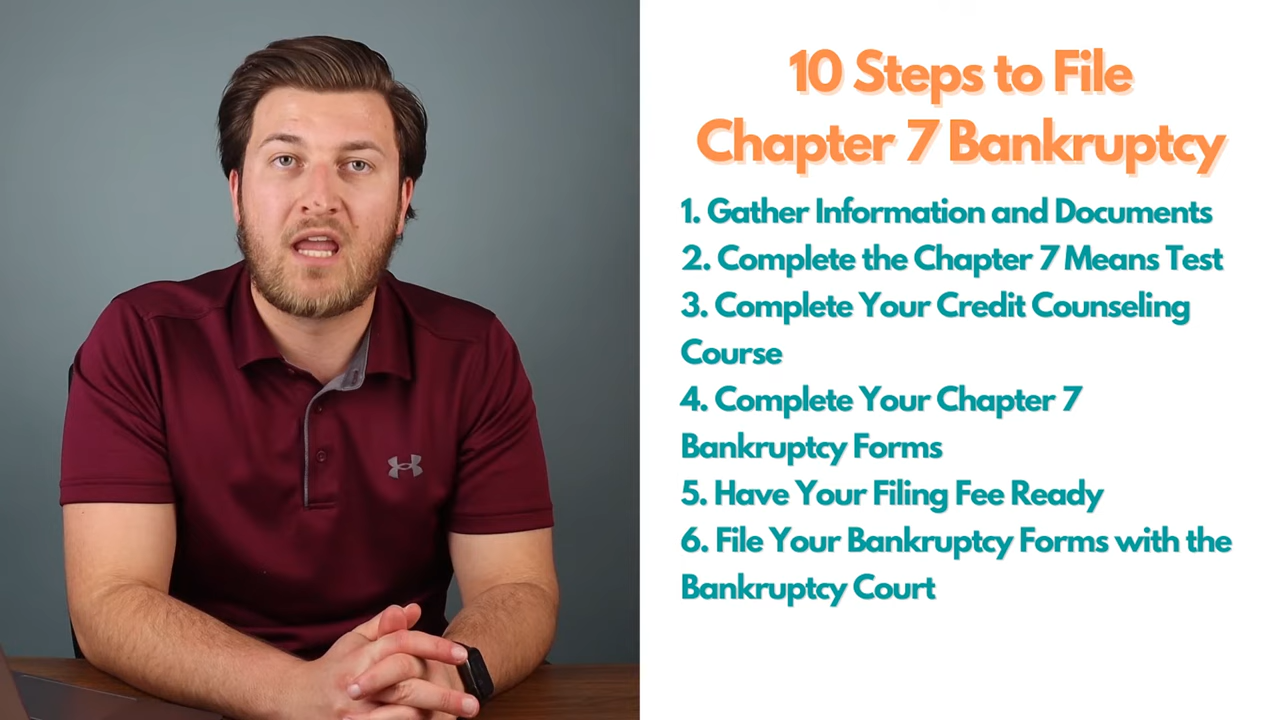 10 Steps to File
Chapter 7 Bankruptcy
1. Gather Information and Documents
2. Complete the Chapter 7 Means Test
3. Complete Your Credit Counseling
Course
4. Complete Your Chapter 7
Bankruptcy Forms
5. Have Your Filing Fee Ready
6. File Your Bankruptcy Forms with the
Bankruptcy Court